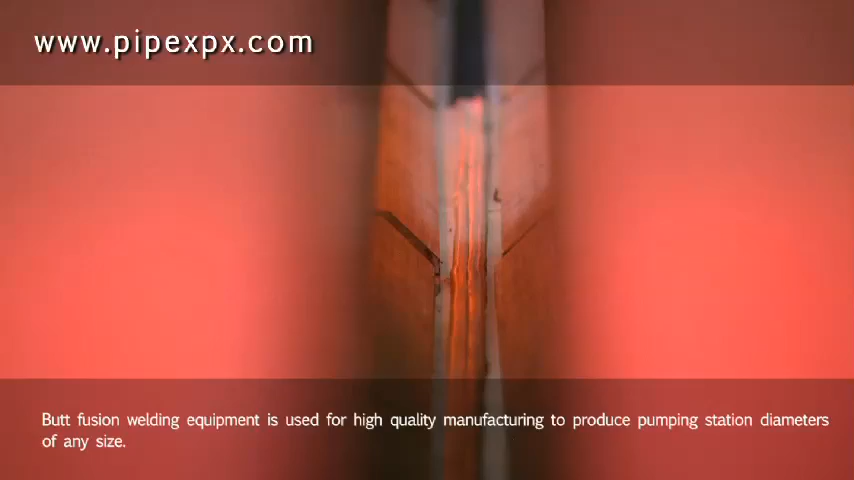 www.pipexpx.com
Butt fusion welding equipment is used for high quality manufacturing to produce pumping station diameters
of any size.